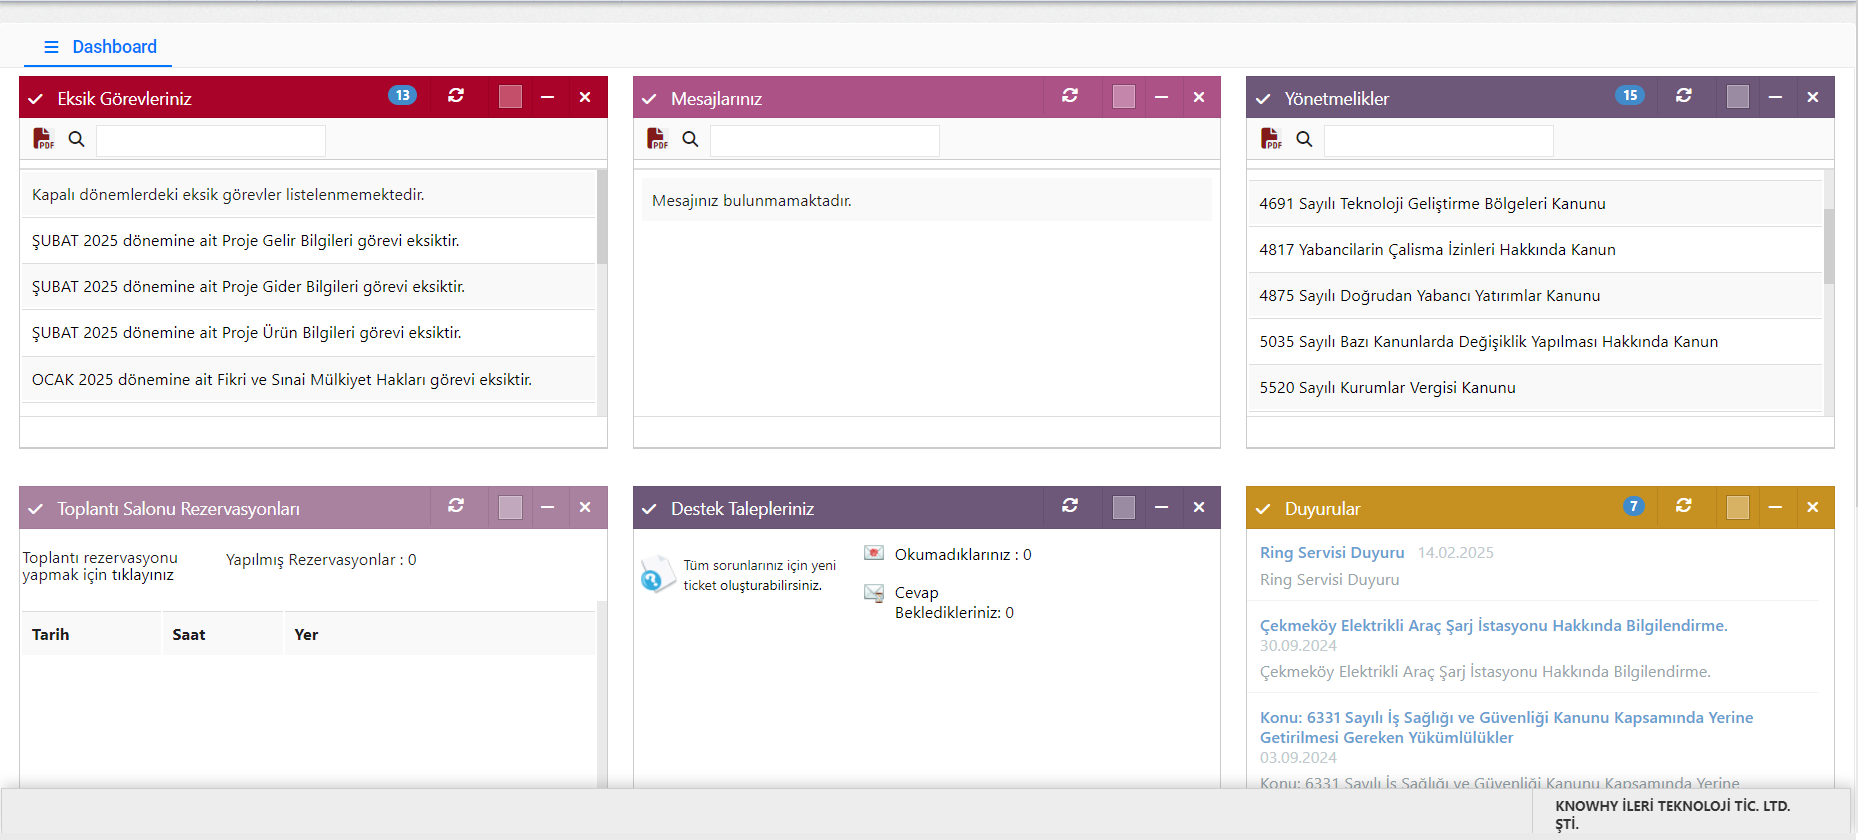 Dashboard
Eksik Görevleriniz 13
PDF
Kapalı dönemlerdeki eksik görevler listelenmemektedir.
ŞUBAT 2025 dönemine ait Proje Gelir Bilgileri görevi eksiktir.
ŞUBAT 2025 dönemine ait Proje Gider Bilgileri görevi eksiktir.
ŞUBAT 2025 dönemine ait Proje Ürün Bilgileri görevi eksiktir.
OCAK 2025 dönemine ait Fikri ve Sınai Mülkiyet Hakları görevi eksiktir.
Mesajlarınız
PDF
Mesajınız bulunmamaktadır.
Yönetmelikler 15
PDF
4691 Sayılı Teknoloji Geliştirme Bölgeleri Kanunu
4817 Yabancilarin Çalisma İzinleri Hakkında Kanun
4875 Sayılı Doğrudan Yabancı Yatırımlar Kanunu
5035 Sayılı Bazı Kanunlarda Değişiklik Yapılması Hakkında Kanun
5520 Sayılı Kurumlar Vergisi Kanunu
Toplantı Salonu Rezervasyonları
Toplantı rezervasyonu
yapmak için tıklayınız
Yapılmış Rezervasyonlar : 0
Tarih Saat Yer
Destek Talepleriniz
Tüm sorunlarınız için yeni
ticket oluşturabilirsiniz.
Okumadıklarınız : 0
Cevap
Beklediakleriniz: 0
Duyurular 7
Ring Servisi Duyuru 14.02.2025
Ring Servisi Duyuru
Çekmeköy Elektrikli Araç Şarj İstasyonu Hakkında Bilgilendirme.
30.09.2024
Çekmeköy Elektrikli Araç Şarj İstasyonu Hakkında Bilgilendirme.
Konu: 6331 Sayılı İş Sağlığı ve Güvenliği Kanunu Kapsamında Yerine
Getirilmesi Gereken Yükümlülükler
03.09.2024
Konu: 6331 Sayılı İş Sağlığı ve Güvenliği Kanunu Kapsamında Yerine
KNOWHY İLERİ TEKNOLOJİ TİC. LTD.
ŞTİ.